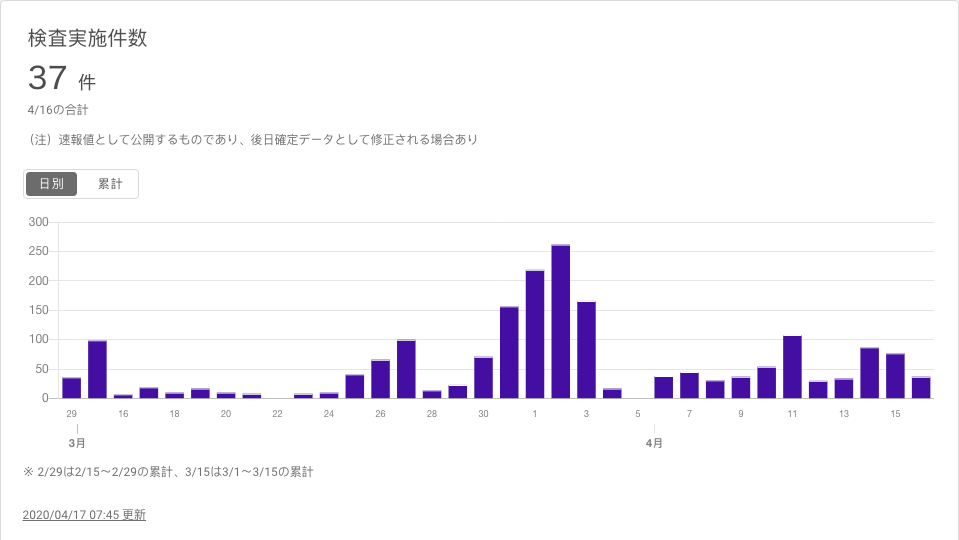 検査実施件数
37 件
4/16の合計
（注）速報値として公開するものであり、後日確定データとして修正される場合あり
日別 累計
300
250
200
150
100
50
0
29 16 18 20 22 24 26 28 30 1 3 5 7 9 11 13 15
3月 4月
※ 2/29は2/15〜2/29の累計、3/15は3/1〜3/15の累計
2020/04/17 07:45 更新